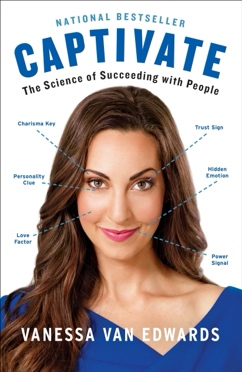 NATIONAL BESTSELLER
CAPTIVATE
The Science of Succeeding with People
Charisma Key
Trust Sign
Personality
Clue
Hidden
Emotion
Love
Factor
Power
Signal
VANESSA VAN EDWARDS